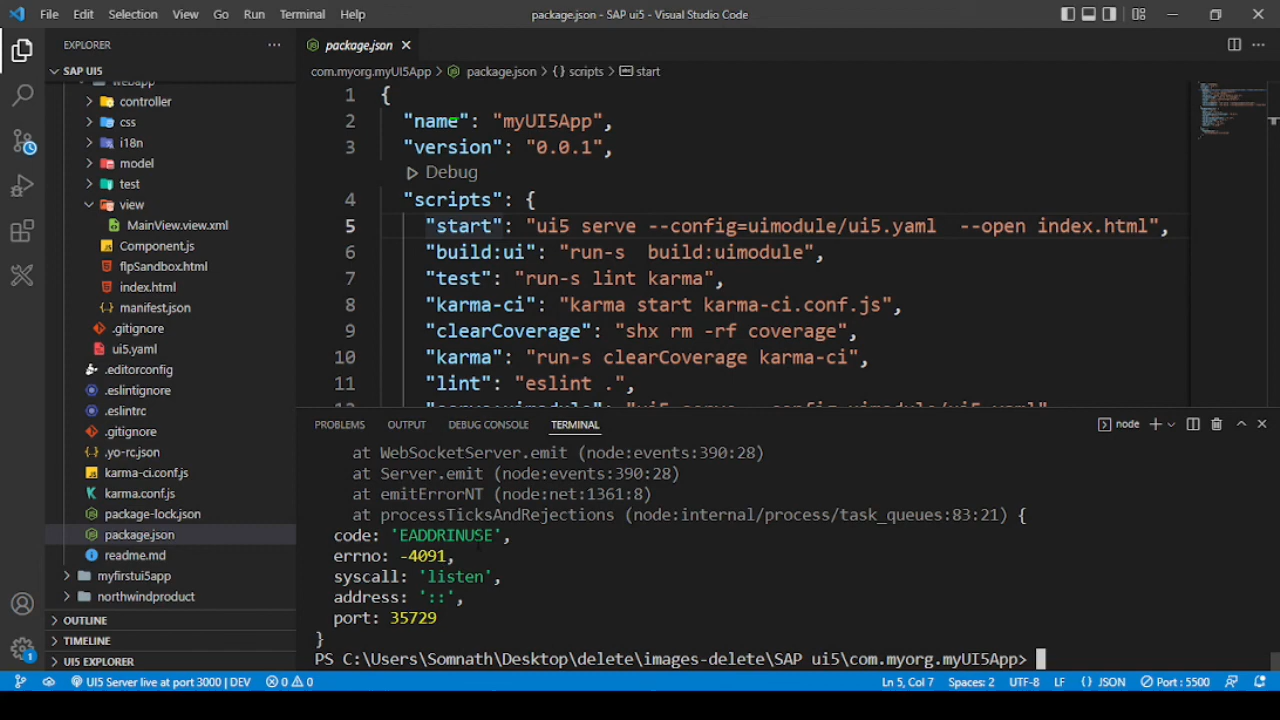 File Edit Selection View Go Run Terminal Help
package.json - SAP ui5 - Visual Studio Code
EXPLORER
SAP UI5
webapp
controller
css
i18n
model
test
view
MainView.view.xml
Component.js
flpSandbox.html
index.html
manifest.json
.gitignore
ui5.yaml
.editorconfig
.eslintignore
.eslintrc
.gitignore
.yo-rc.json
karma-ci.conf.js
karma.conf.js
package-lock.json
package.json
readme.md
myfirstui5app
northwindproduct
OUTLINE
TIMELINE
UI5 EXPLORER
package.json
com.myorg.myUI5App > package.json > {} scripts > start
1 {
2 "name": "myUI5App",
3 "version": "0.0.1",
Debug
4 "scripts": {
5 "start": "ui5 serve --config=uimodule/ui5.yaml  --open index.html",
6 "build:ui": "run-s  build:uimodule",
7 "test": "run-s lint karma",
8 "karma-ci": "karma start karma-ci.conf.js",
9 "clearCoverage": "shx rm -rf coverage",
10 "karma": "run-s clearCoverage karma-ci",
11 "lint": "eslint .",
12 "serve:uimodule": "ui5 serve --config=uimodule/ui5.yaml"
PROBLEMS OUTPUT DEBUG CONSOLE TERMINAL
node
at WebSocketServer.emit (node:events:390:28)
at Server.emit (node:events:390:28)
at emitErrorNT (node:net:1361:8)
at processTicksAndRejections (node:internal/process/task_queues:83:21) {
code: 'EADDRINUSE',
errno: -4091,
syscall: 'listen',
address: '::',
port: 35729
}
PS C:\Users\Somnath\Desktop\delete\images-delete\SAP ui5\com.myorg.myUI5App>
UI5 Server live at port 3000 | DEV 0 0 Ln 5, Col 7 Spaces: 2 UTF-8 LF {} JSON Port : 5500